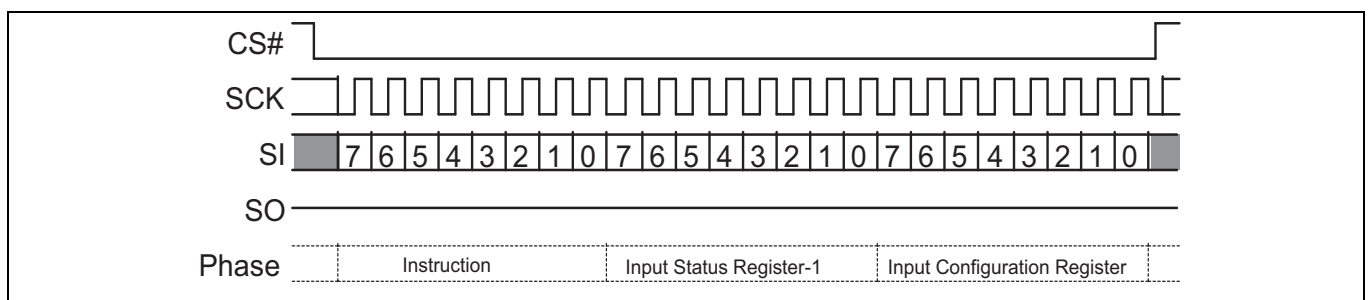 CS#
SCK
SI 7 6 5 4 3 2 1 0 7 6 5 4 3 2 1 0 7 6 5 4 3 2 1 0
SO
Phase Instruction Input Status Register-1 Input Configuration Register